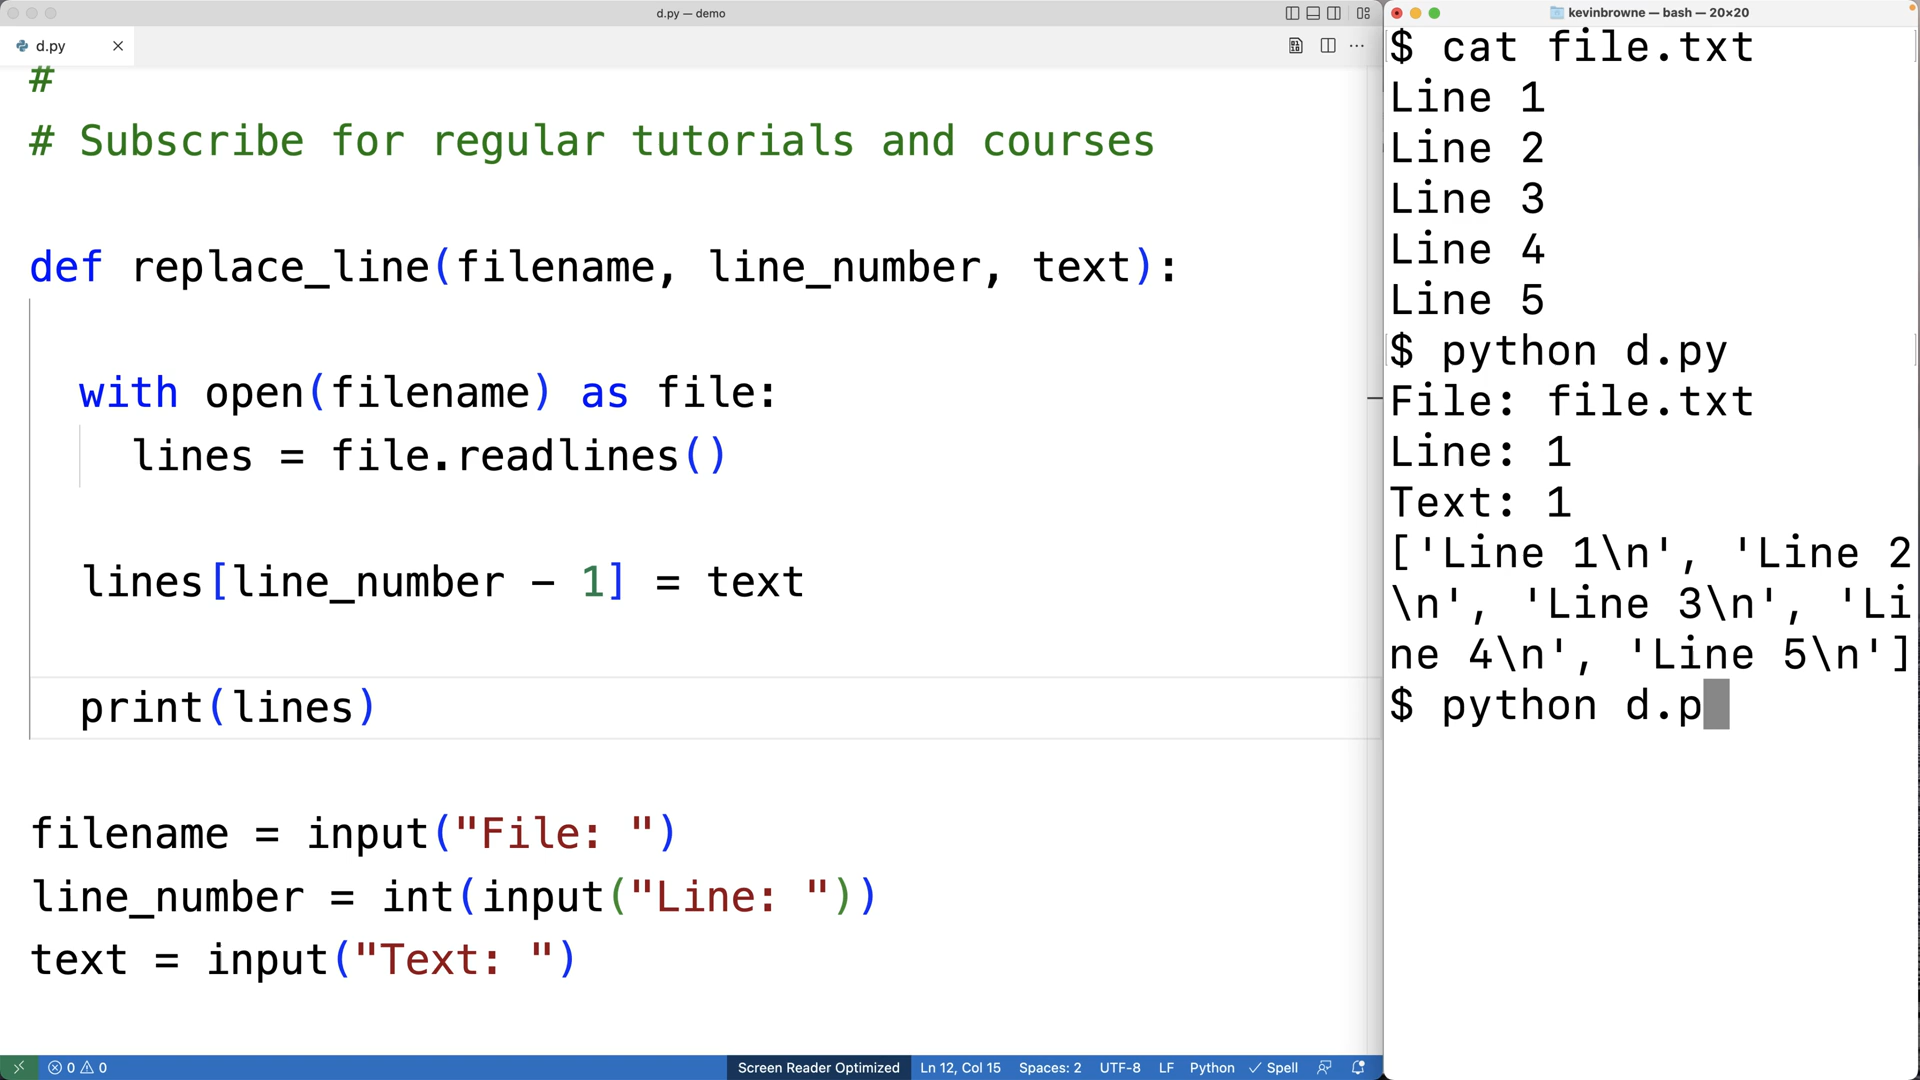 d.py — demo
d.py
#
# Subscribe for regular tutorials and courses
def replace_line(filename, line_number, text):
with open(filename) as file:
lines = file.readlines()
lines[line_number - 1] = text
print(lines)
filename = input("File: ")
line_number = int(input("Line: "))
text = input("Text: ")
0 0
Screen Reader Optimized
Ln 12, Col 15
Spaces: 2
UTF-8
LF
Python
Spell
kevinbrowne — bash — 20×20
$ cat file.txt
Line 1
Line 2
Line 3
Line 4
Line 5
$ python d.py
File: file.txt
Line: 1
Text: 1
['Line 1\n', 'Line 2
\n', 'Line 3\n', 'Li
ne 4\n', 'Line 5\n']
$ python d.p